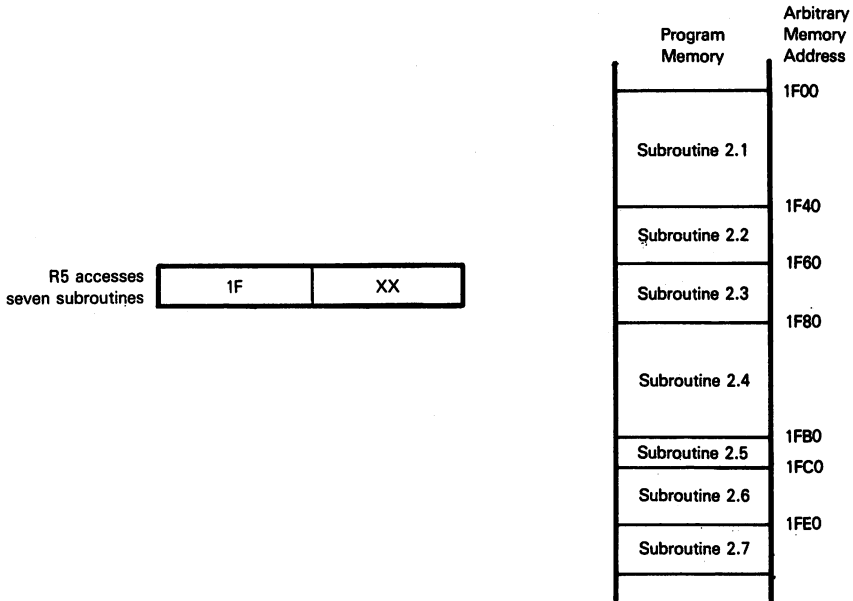 Program
Memory
Arbitrary
Memory
Address
1F00
Subroutine 2.1
1F40
Subroutine 2.2
1F60
Subroutine 2.3
1F80
Subroutine 2.4
1FB0
Subroutine 2.5
1FC0
Subroutine 2.6
1FE0
Subroutine 2.7
R5 accesses
seven subroutines
1F
XX